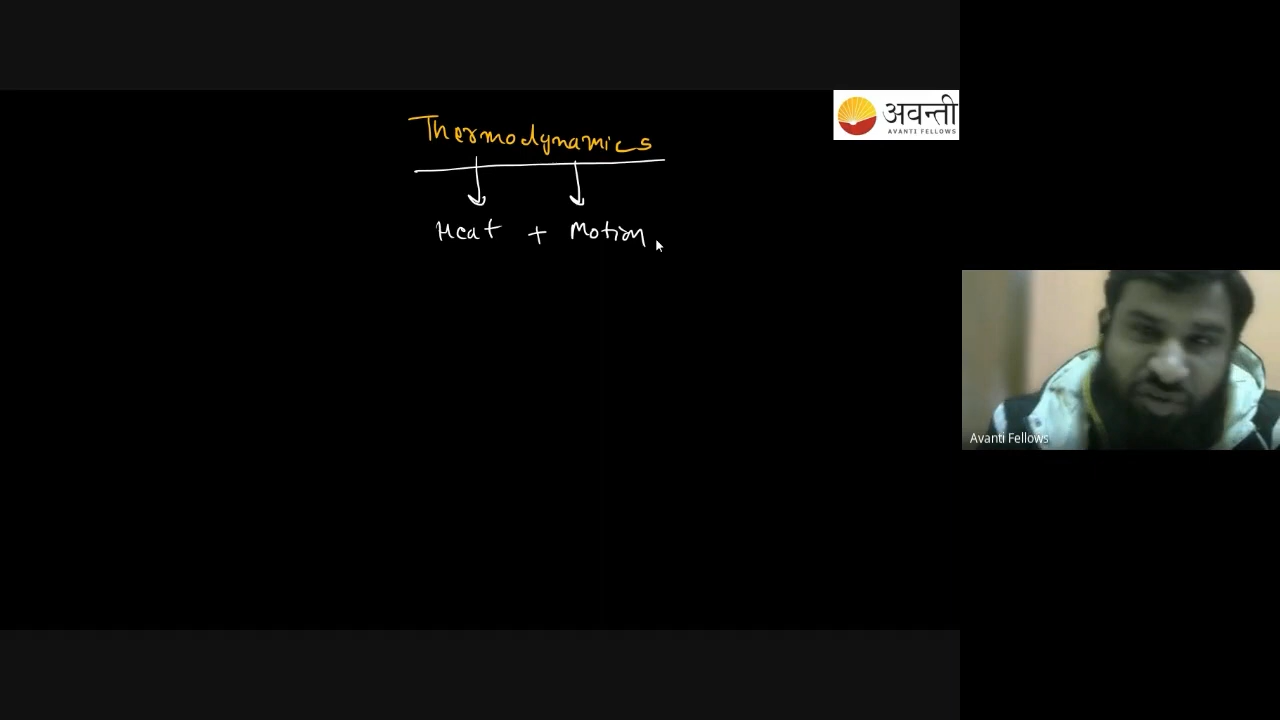 Thermodynamics
Heat + Motion
अवन्ती
AVANTI FELLOWS
Avanti Fellows